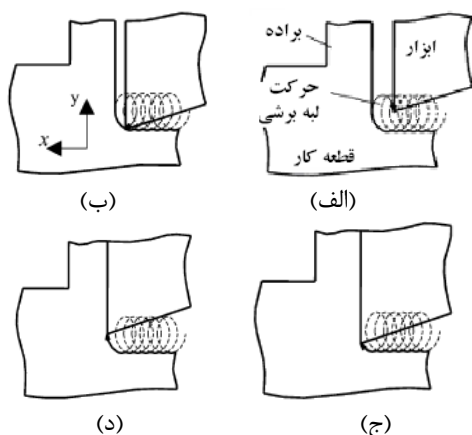 براده
ابزار
حرکت
لبه برشی
قطعه کار
y
x
(الف)
(ب)
(ج)
(د)